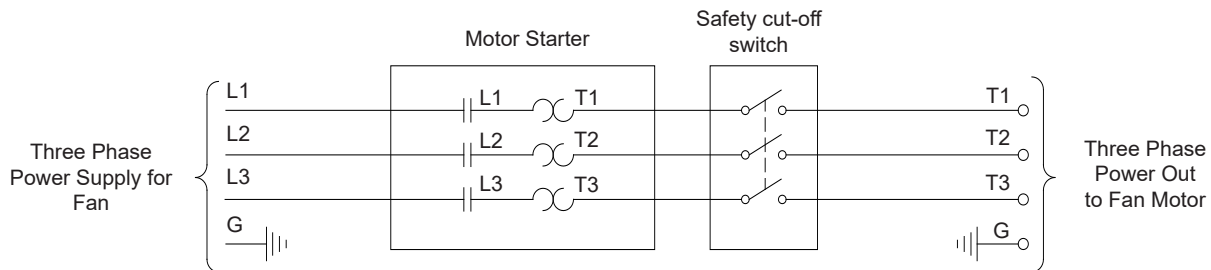 Safety cut-off
switch
Motor Starter
Three Phase
Power Supply for
Fan
L1
L2
L3
G
L1
T1
L2
T2
L3
T3
T1
T2
T3
G
Three Phase
Power Out
to Fan Motor